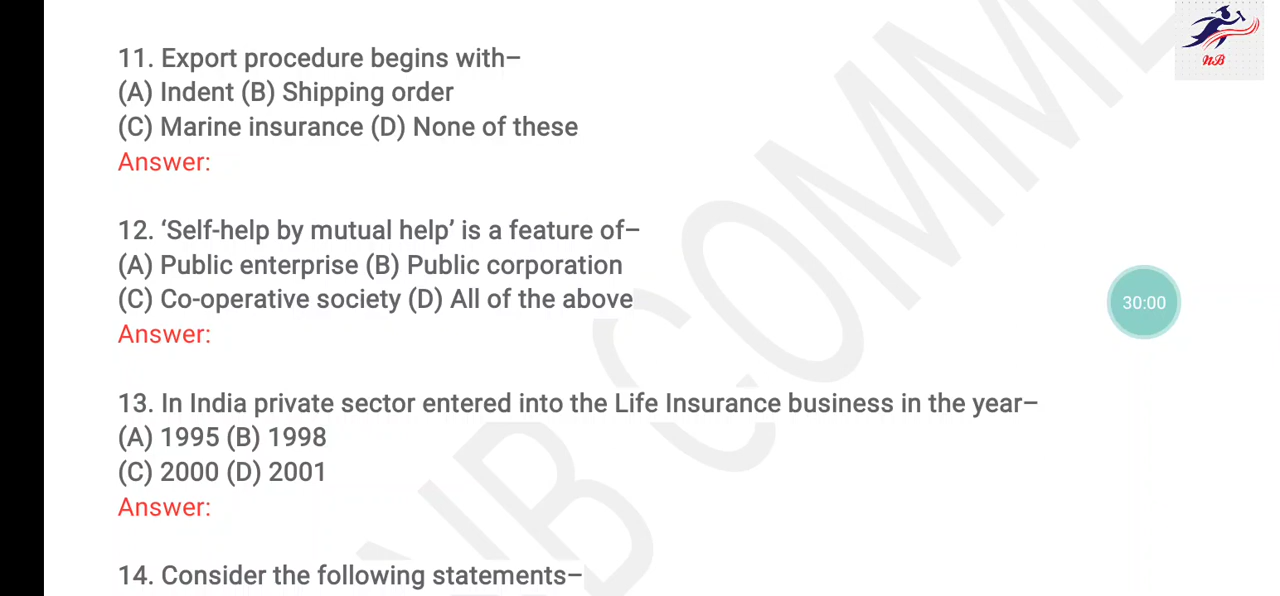 11. Export procedure begins with–
(A) Indent (B) Shipping order
(C) Marine insurance (D) None of these
Answer:
12. ‘Self-help by mutual help’ is a feature of–
(A) Public enterprise (B) Public corporation
(C) Co-operative society (D) All of the above
Answer:
30:00
13. In India private sector entered into the Life Insurance business in the year–
(A) 1995 (B) 1998
(C) 2000 (D) 2001
Answer:
14. Consider the following statements–
NB COMME
NB